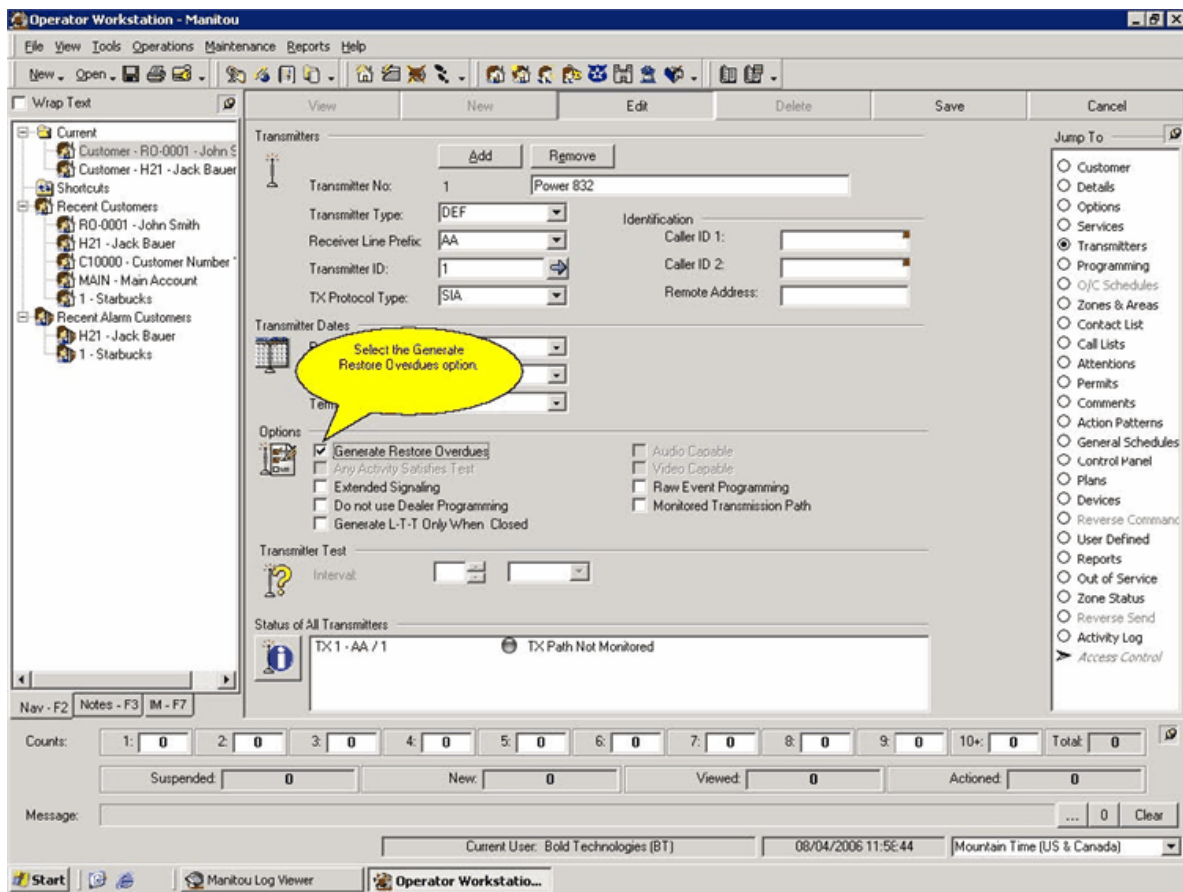 Operator Workstation - Manitou
File View Tools Operations Maintenance Reports Help
New Open
Wrap Text
View New Edit Delete Save Cancel
Current
Customer - RO-0001 - John S
Customer - H21 - Jack Bauer
Shortcuts
Recent Customers
RO-0001 - John Smith
H21 - Jack Bauer
C10000 - Customer Number
MAIN - Main Account
1 - Starbucks
Recent Alarm Customers
H21 - Jack Bauer
1 - Starbucks
Nav - F2 Notes - F3 IM - F7
Transmitters
Add Remove
Transmitter No: 1 Power 832
Transmitter Type: DEF
Receiver Line Prefix: AA
Transmitter ID: 1
TX Protocol Type: SIA
Identification
Caller ID 1:
Caller ID 2:
Remote Address:
Transmitter Dates
Select the Generate
Restore Overdues option.
Options
Generate Restore Overdues
Any Activity Satisfies Test
Extended Signaling
Do not use Dealer Programming
Generate L-T-T Only When Closed
Audio Capable
Video Capable
Raw Event Programming
Monitored Transmission Path
Transmitter Test
Interval:
Status of All Transmitters
TX 1 - AA / 1 TX Path Not Monitored
Jump To
Customer
Details
Options
Services
Transmitters
Programming
O/C Schedules
Zones & Areas
Contact List
Call Lists
Attentions
Permits
Comments
Action Patterns
General Schedules
Control Panel
Plans
Devices
Reverse Commanc
User Defined
Reports
Out of Service
Zone Status
Reverse Send
Activity Log
Access Control
Counts: 1: 0 2: 0 3: 0 4: 0 5: 0 6: 0 7: 0 8: 0 9: 0 10+: 0 Total: 0
Suspended: 0 New: 0 Viewed: 0 Actioned: 0
Message: ... 0 Clear
Current User: Bold Technologies (BT) 08/04/2006 Mountain Time (US & Canada)
Start Manitou Log Viewer Operator Workstatio...